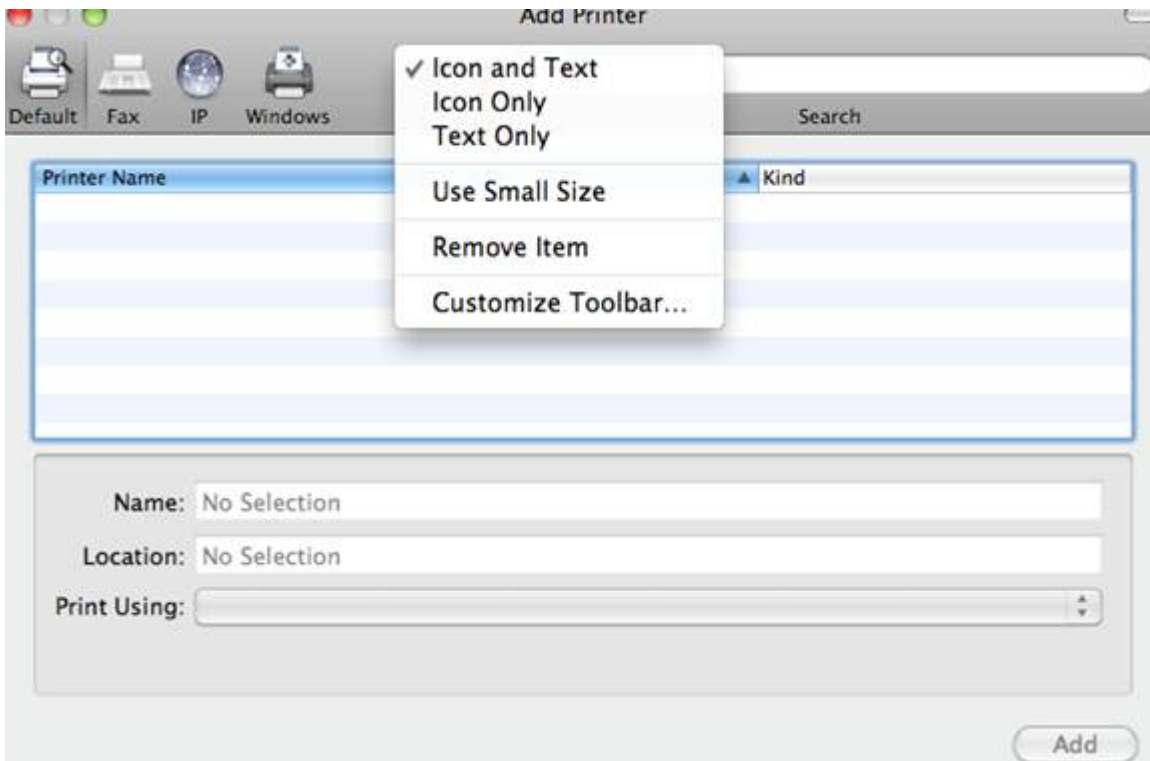 Add Printer
Default Fax IP Windows
✓ Icon and Text
Icon Only
Text Only
Use Small Size
Remove Item
Customize Toolbar...
Search
Printer Name Kind
Name: No Selection
Location: No Selection
Print Using:
Add